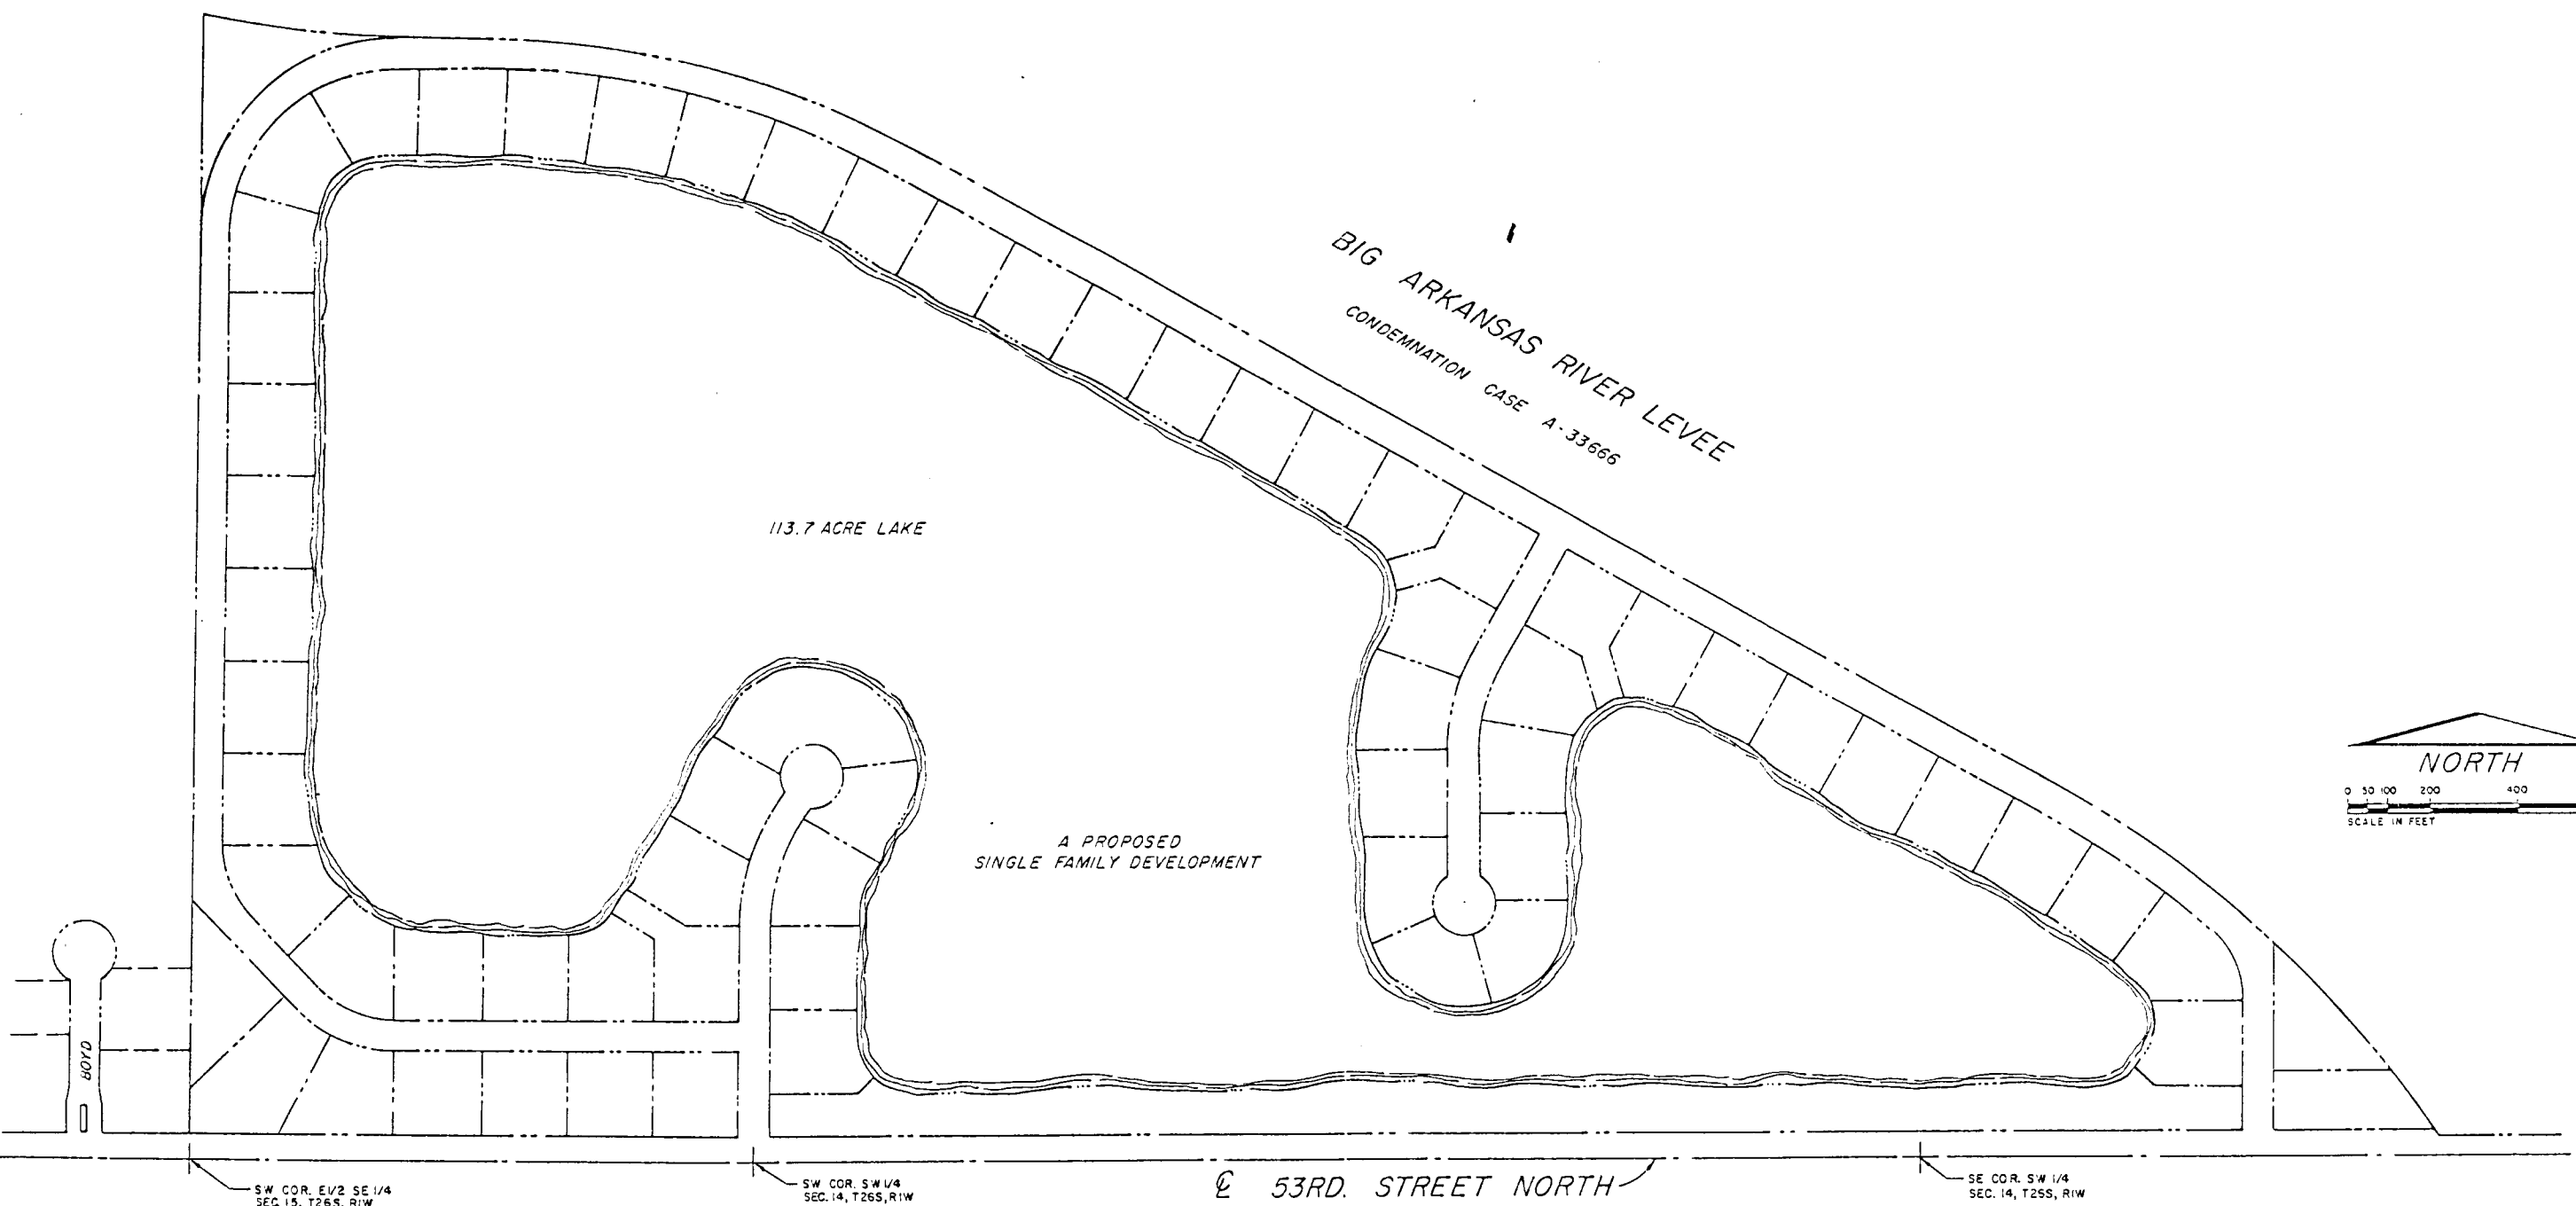 BIG ARKANSAS RIVER LEVEE
CONDEMNATION CASE A-33666
113.7 ACRE LAKE
A PROPOSED
SINGLE FAMILY DEVELOPMENT
NORTH
0 50 100 200 400
SCALE IN FEET
BOYD
SW COR. E1/2 SE 1/4
SEC. 15, T26S, R1W
SW COR. SW 1/4
SEC. 14, T26S, R1W
℄ 53RD. STREET NORTH
SE COR. SW 1/4
SEC. 14, T25S, R1W